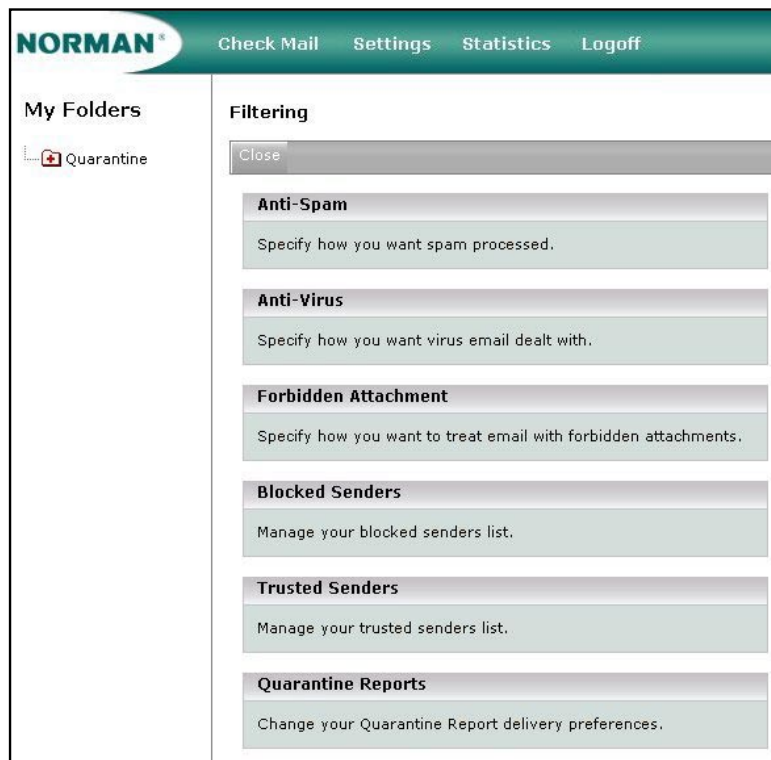 NORMAN®
Check Mail Settings Statistics Logoff
My Folders
Quarantine
Filtering
Close
Anti-Spam
Specify how you want spam processed.
Anti-Virus
Specify how you want virus email dealt with.
Forbidden Attachment
Specify how you want to treat email with forbidden attachments.
Blocked Senders
Manage your blocked senders list.
Trusted Senders
Manage your trusted senders list.
Quarantine Reports
Change your Quarantine Report delivery preferences.